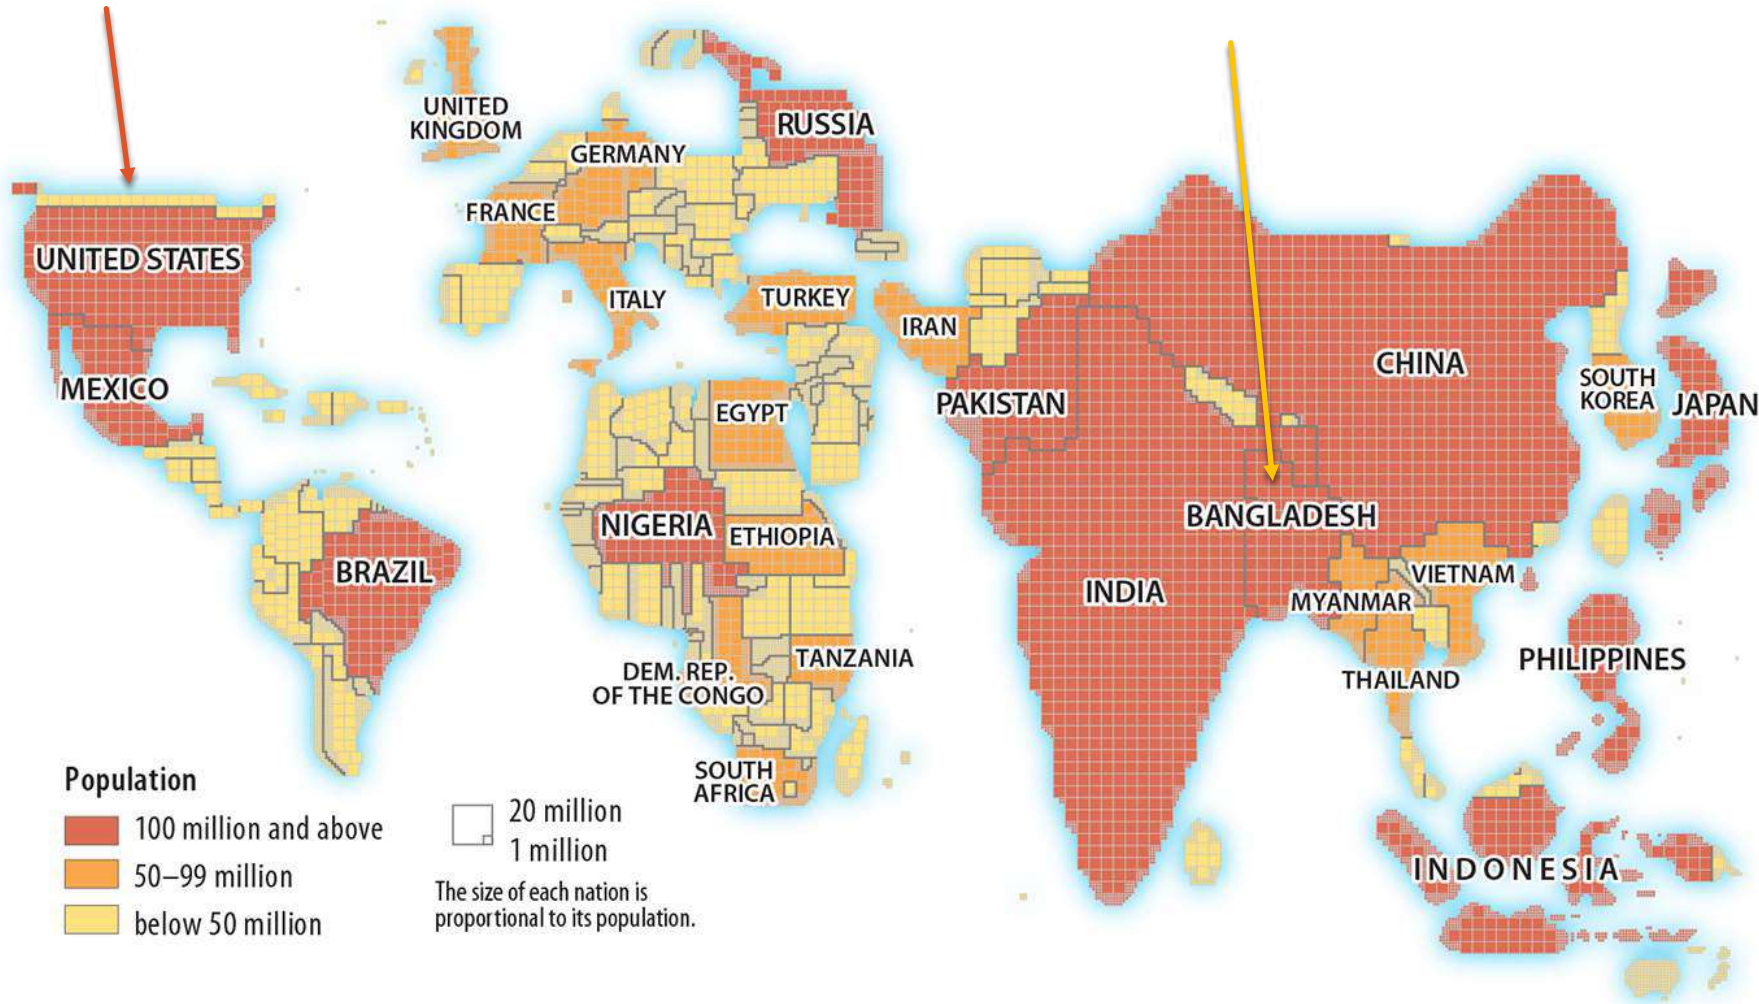 UNITED
KINGDOM
RUSSIA
GERMANY
FRANCE
UNITED STATES
ITALY
TURKEY
IRAN
CHINA
MEXICO
SOUTH
KOREA
JAPAN
PAKISTAN
EGYPT
BANGLADESH
NIGERIA
ETHIOPIA
BRAZIL
INDIA
VIETNAM
MYANMAR
TANZANIA
PHILIPPINES
DEM. REP.
OF THE CONGO
THAILAND
SOUTH
AFRICA
INDONESIA
Population
100 million and above
50–99 million
below 50 million
20 million
1 million
The size of each nation is
proportional to its population.